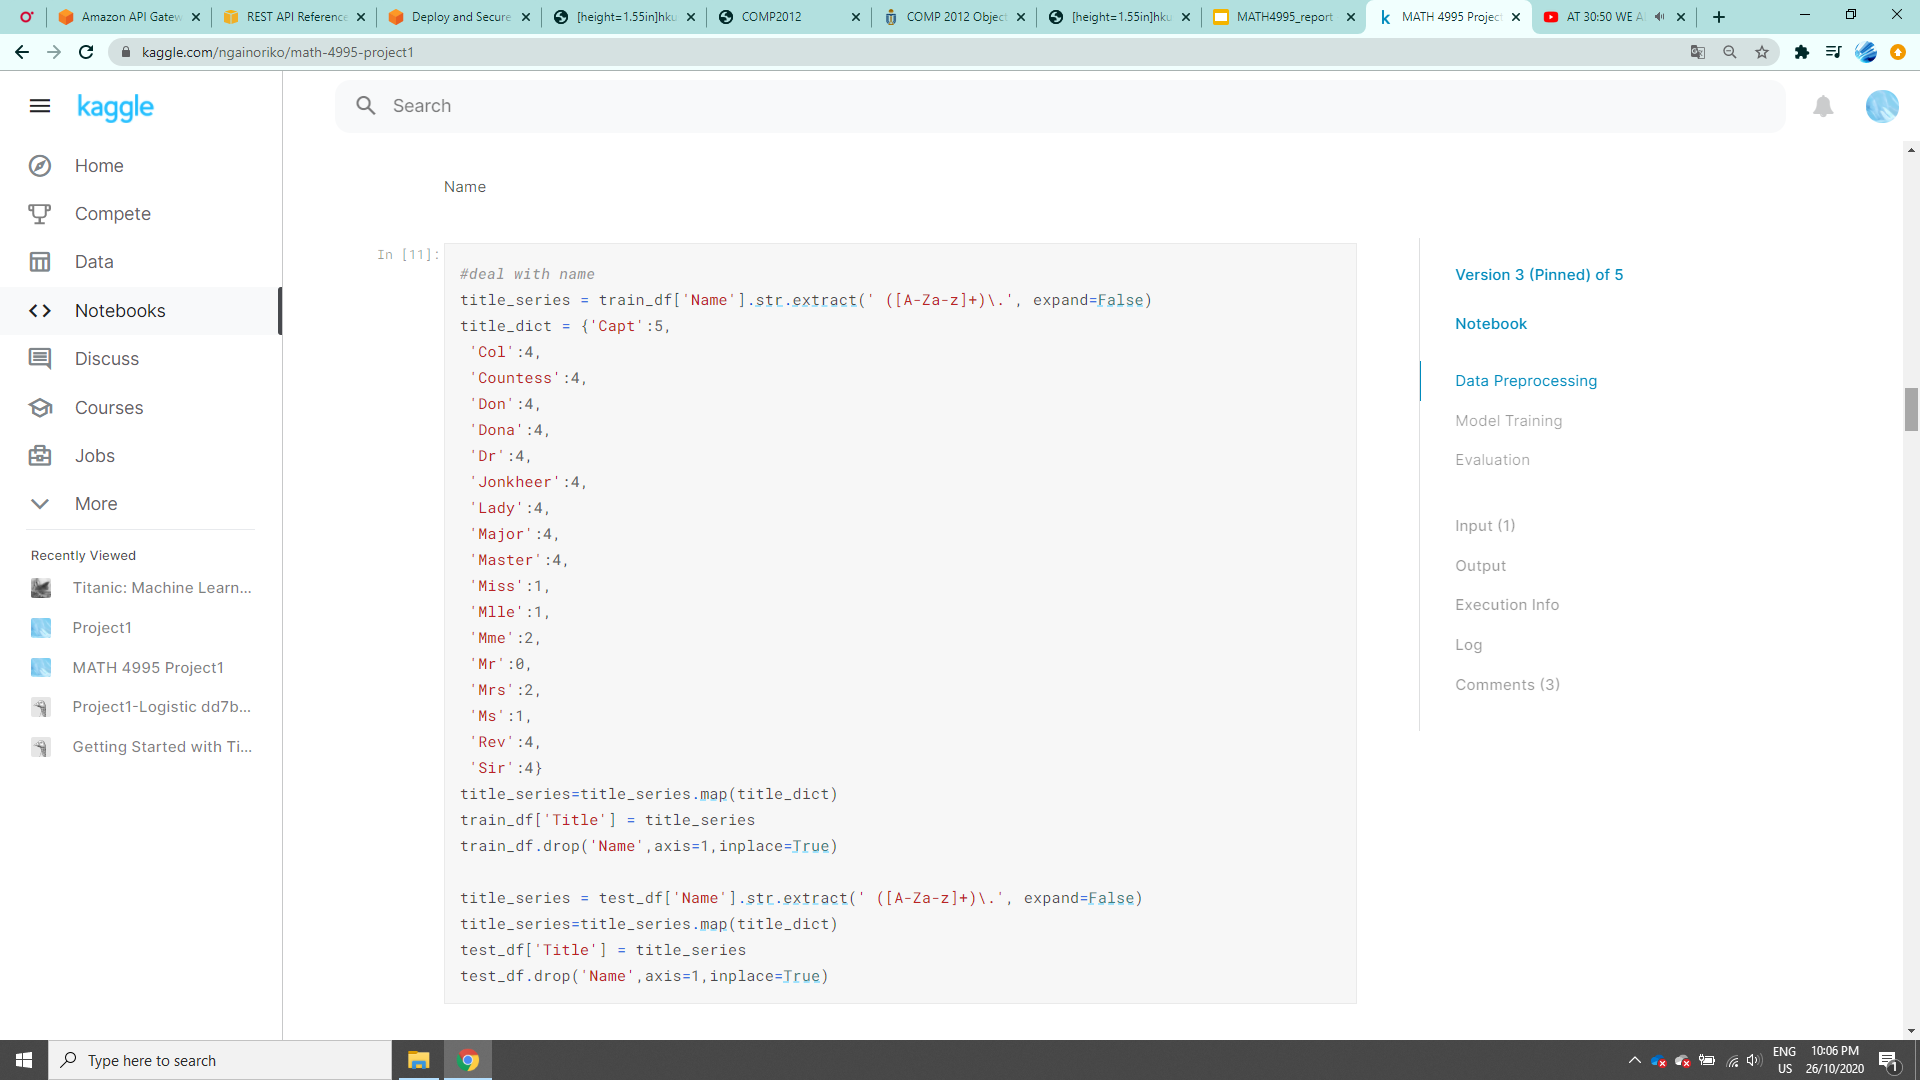 Amazon API Gatew
REST API Reference
Deploy and Secure
[height=1.55in]hku
COMP2012
COMP 2012 Object
[height=1.55in]hku
MATH4995_report
MATH 4995 Project
AT 30:50 WE A
kaggle.com/ngainoriko/math-4995-project1
kaggle
Search
Home
Compete
Data
Notebooks
Discuss
Courses
Jobs
More
Recently Viewed
Titanic: Machine Learn...
Project1
MATH 4995 Project1
Project1-Logistic dd7b...
Getting Started with Ti...
Name
In [11]:
#deal with name
title_series = train_df['Name'].str.extract(' ([A-Za-z]+)\.', expand=False)
title_dict = {'Capt':5,
'Col':4,
'Countess':4,
'Don':4,
'Dona':4,
'Dr':4,
'Jonkheer':4,
'Lady':4,
'Major':4,
'Master':4,
'Miss':1,
'Mlle':1,
'Mme':2,
'Mr':0,
'Mrs':2,
'Ms':1,
'Rev':4,
'Sir':4}
title_series=title_series.map(title_dict)
train_df['Title'] = title_series
train_df.drop('Name',axis=1,inplace=True)
title_series = test_df['Name'].str.extract(' ([A-Za-z]+)\.', expand=False)
title_series=title_series.map(title_dict)
test_df['Title'] = title_series
test_df.drop('Name',axis=1,inplace=True)
Version 3 (Pinned) of 5
Notebook
Data Preprocessing
Model Training
Evaluation
Input (1)
Output
Execution Info
Log
Comments (3)
Type here to search
ENG
US
10:06 PM
26/10/2020
1